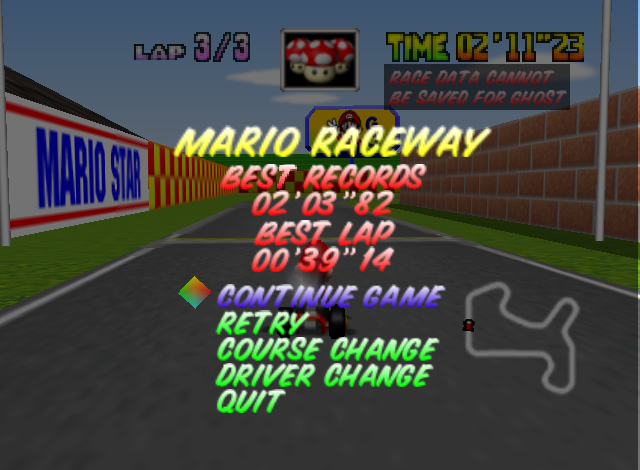 LAP 3/3
TIME 02'11"23
RACE DATA CANNOT
BE SAVED FOR GHOST
MARIO STAR
G
MARIO RACEWAY
BEST RECORDS
02'03"82
BEST LAP
00'39"14
CONTINUE GAME
RETRY
COURSE CHANGE
DRIVER CHANGE
QUIT